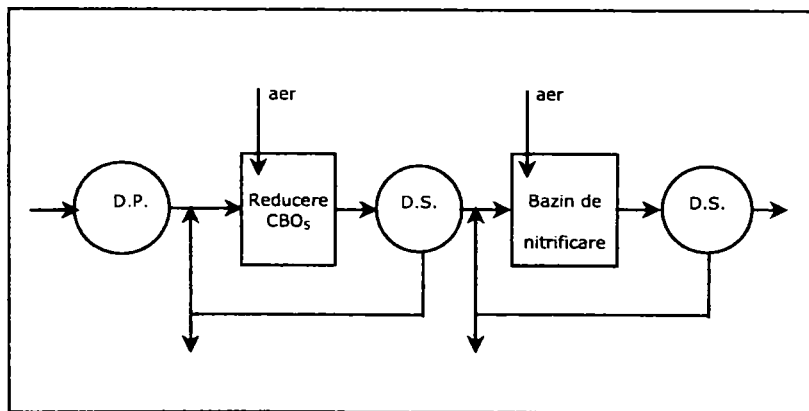 aer
aer
D.P.
Reducere
CBO₅
D.S.
Bazin de
nitrificare
D.S.